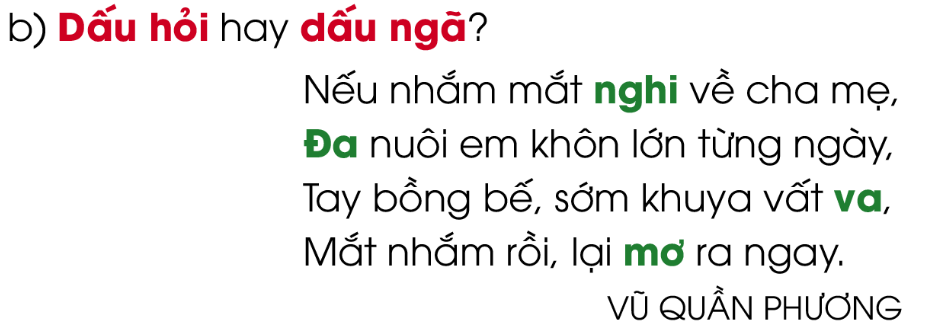 b) Dấu hỏi hay dấu ngã?
Nếu nhắm mắt nghi về cha mẹ,
Đa nuôi em khôn lớn từng ngày,
Tay bồng bế, sớm khuya vất va,
Mắt nhắm rồi, lại mơ ra ngay.
VŨ QUẦN PHƯƠNG